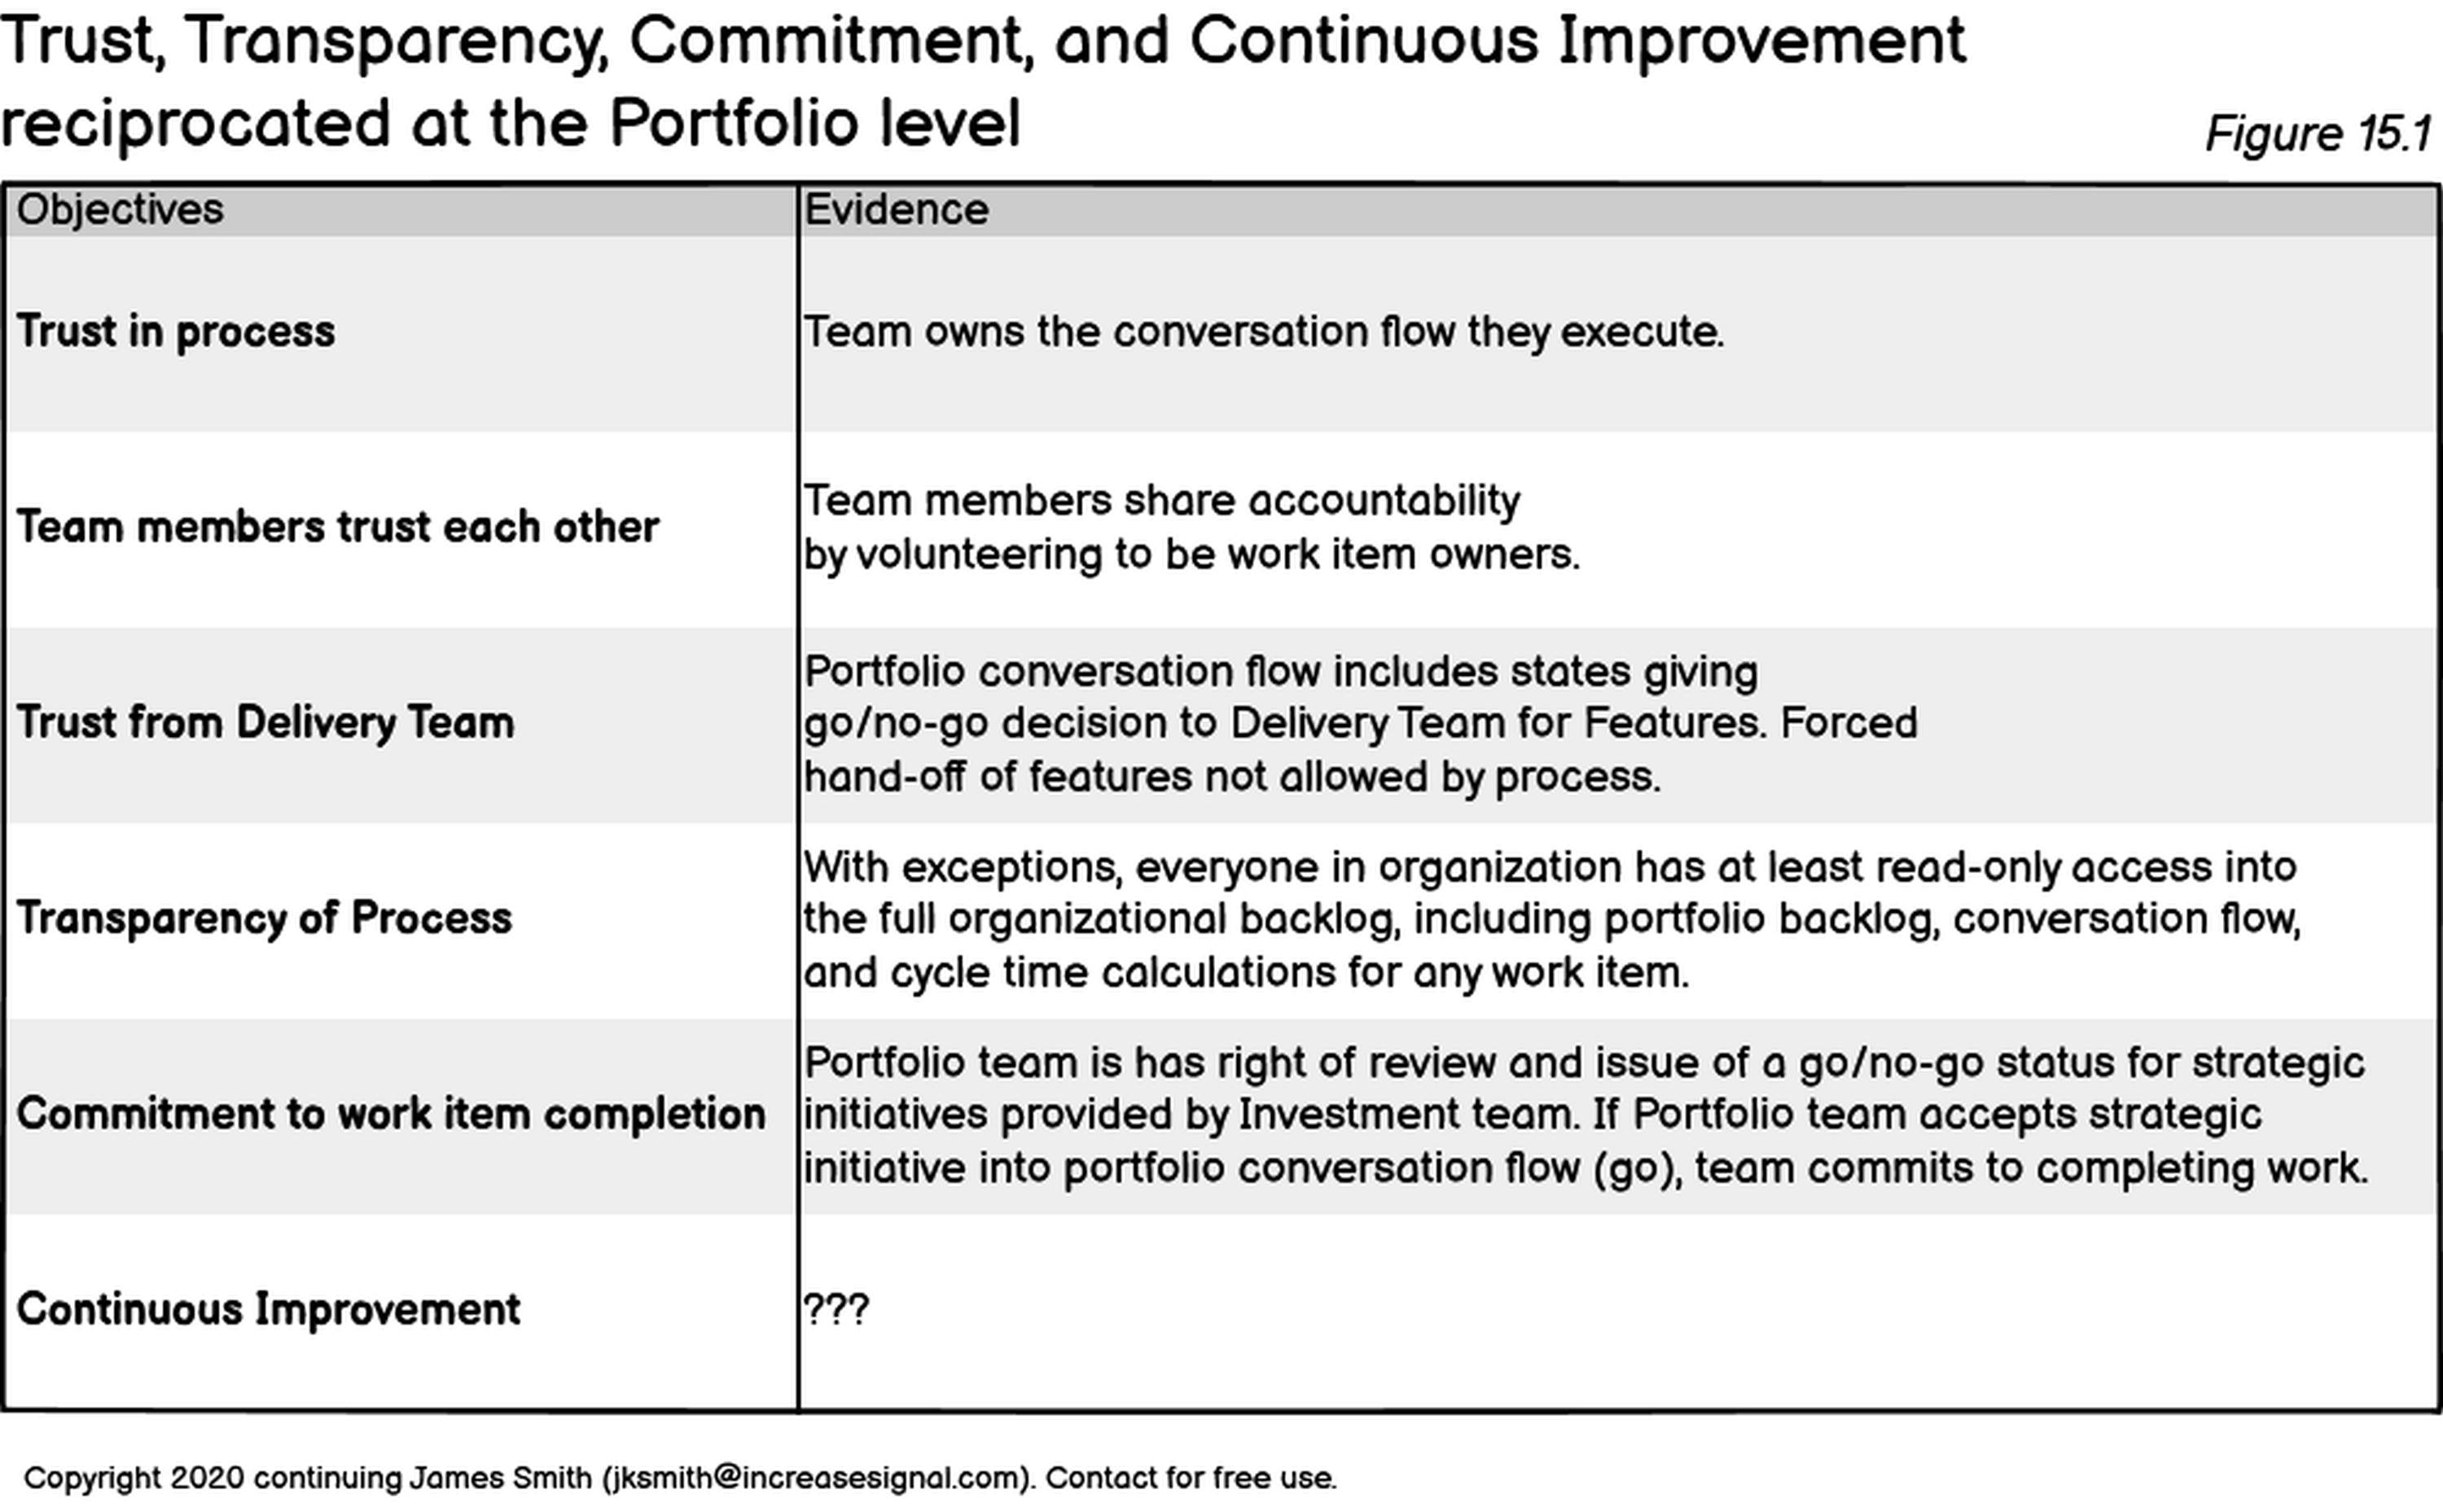 Trust, Transparency, Commitment, and Continuous Improvement
reciprocated at the Portfolio level
Figure 15.1
Objectives
Evidence
Trust in process
Team owns the conversation flow they execute.
Team members trust each other
Team members share accountability
by volunteering to be work item owners.
Trust from Delivery Team
Portfolio conversation flow includes states giving
go/no-go decision to Delivery Team for Features. Forced
hand-off of features not allowed by process.
Transparency of Process
With exceptions, everyone in organization has at least read-only access into
the full organizational backlog, including portfolio backlog, conversation flow,
and cycle time calculations for any work item.
Commitment to work item completion
Portfolio team is has right of review and issue of a go/no-go status for strategic
initiatives provided by Investment team. If Portfolio team accepts strategic
initiative into portfolio conversation flow (go), team commits to completing work.
Continuous Improvement
???
Copyright 2020 continuing James Smith (jksmith@increasesignal.com). Contact for free use.